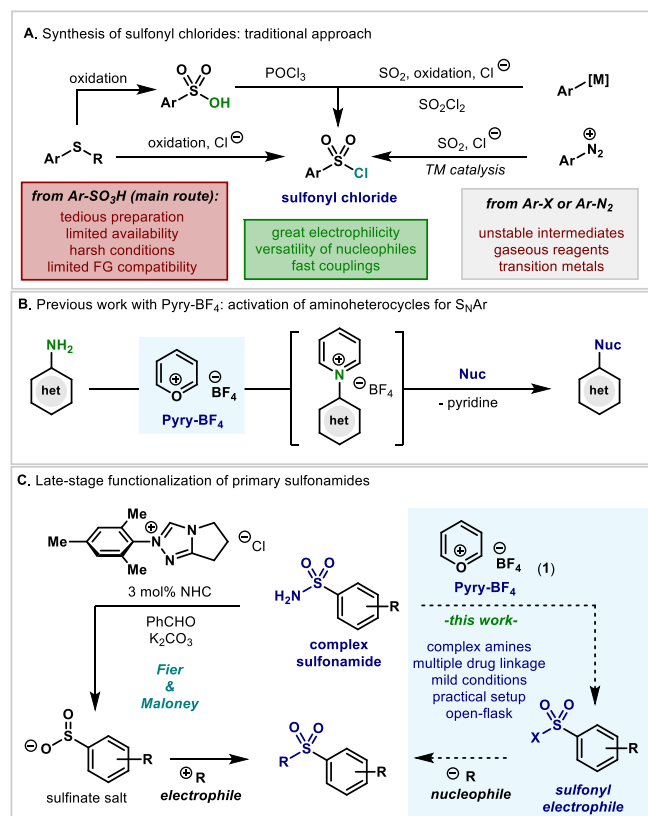 A. Synthesis of sulfonyl chlorides: traditional approach
oxidation
O O
S
Ar OH
POCl3
SO2, oxidation, Cl ⊖
SO2Cl2
Ar [M]
Ar S R
oxidation, Cl ⊖
O O
S
Ar Cl
sulfonyl chloride
SO2, Cl ⊖
TM catalysis
⊕
Ar N2
from Ar-SO3H (main route):
tedious preparation
limited availability
harsh conditions
limited FG compatibility
great electrophilicity
versatility of nucleophiles
fast couplings
from Ar-X or Ar-N2
unstable intermediates
gaseous reagents
transition metals
B. Previous work with Pyry-BF4: activation of aminoheterocycles for SNAr
NH2
het
⊕
O
⊖
BF4
Pyry-BF4
⊕
N
⊖
BF4
het
Nuc
- pyridine
Nuc
het
C. Late-stage functionalization of primary sulfonamides
Me
Me
Me
⊕
N
N
N
⊖
Cl
3 mol% NHC
PhCHO
K2CO3
Fier
&
Maloney
O O
S
H2N
R
complex
sulfonamide
⊕
O
⊖
BF4 (1)
Pyry-BF4
-this work-
complex amines
multiple drug linkage
mild conditions
practical setup
open-flask
O
S
⊖ O
R
sulfinate salt
⊕ R
electrophile
O O
S
R
R
⊖ R
nucleophile
O O
S
X
R
sulfonyl
electrophile